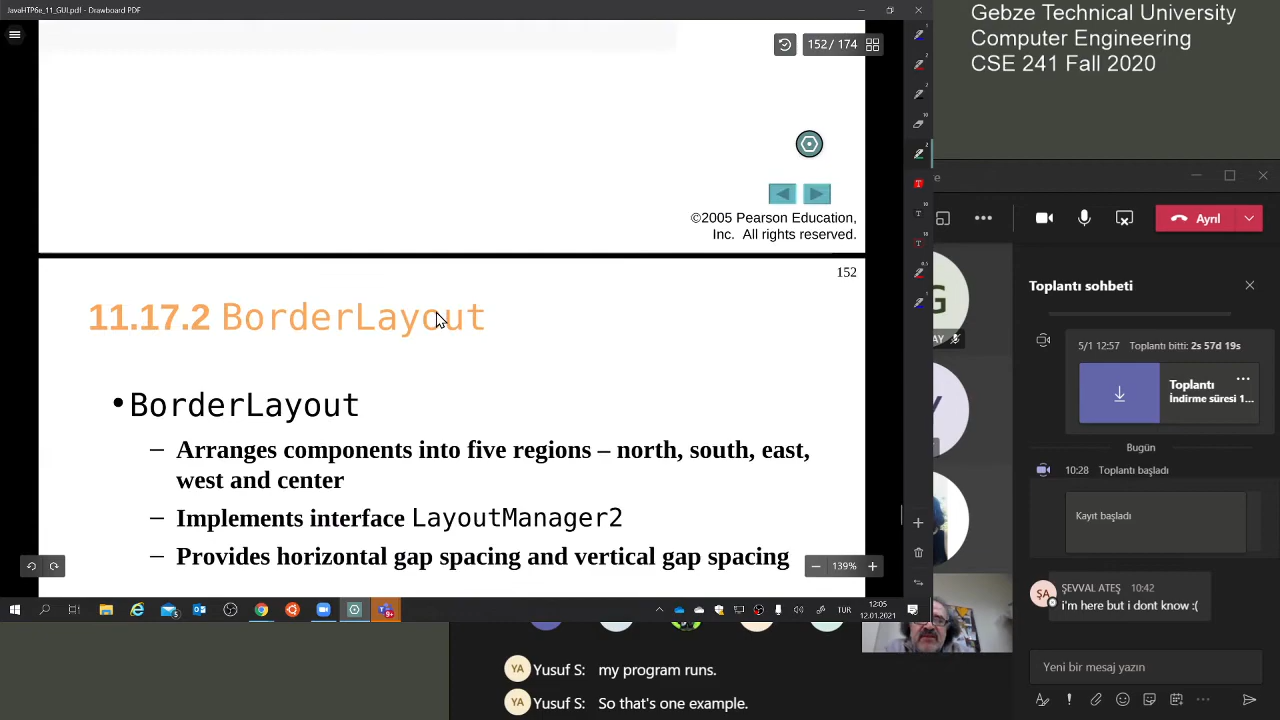 JavaHTP6e_11_GUI.pdf - Drawboard PDF
152 / 174
©2005 Pearson Education,
Inc. All rights reserved.
152
11.17.2 BorderLayout
• BorderLayout
– Arranges components into five regions – north, south, east,
west and center
– Implements interface LayoutManager2
– Provides horizontal gap spacing and vertical gap spacing
139%
TUR
12:05
12.01.2021
Gebze Technical University
Computer Engineering
CSE 241 Fall 2020
Ayrıl
Toplantı sohbeti
G
AY
Y
5/1 12:57 Toplantı bitti: 2s 57d 19s
Toplantı
İndirme süresi 1...
Bugün
10:28 Toplantı başladı
Kayıt başladı
ŞA
ŞEVVAL ATEŞ 10:42
i'm here but i dont know :(
Yeni bir mesaj yazın
YA Yusuf S: my program runs.
YA Yusuf S: So that's one example.